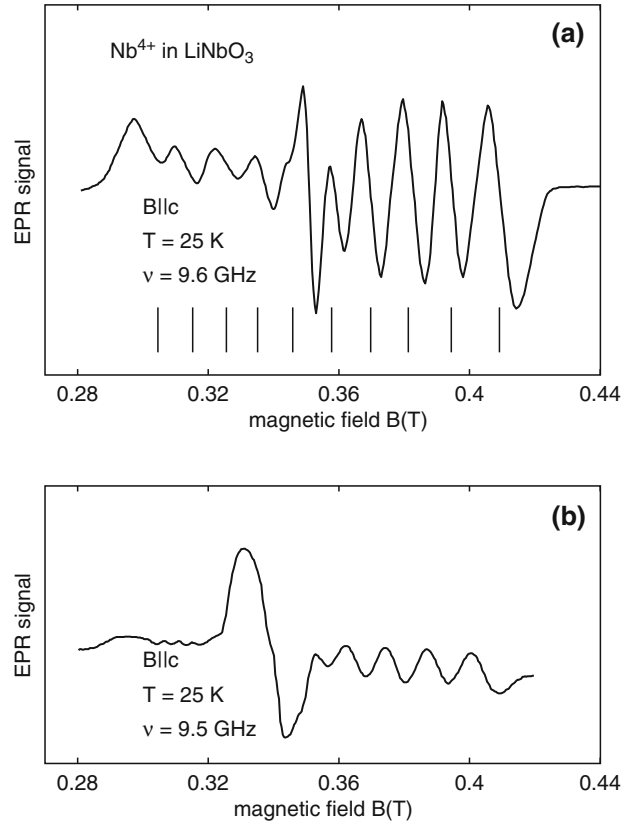 (a)
Nb⁴⁺ in LiNbO₃
EPR signal
B||c
T = 25 K
ν = 9.6 GHz
0.28 0.32 0.36 0.4 0.44
magnetic field B(T)
(b)
EPR signal
B||c
T = 25 K
ν = 9.5 GHz
0.28 0.32 0.36 0.4 0.44
magnetic field B(T)